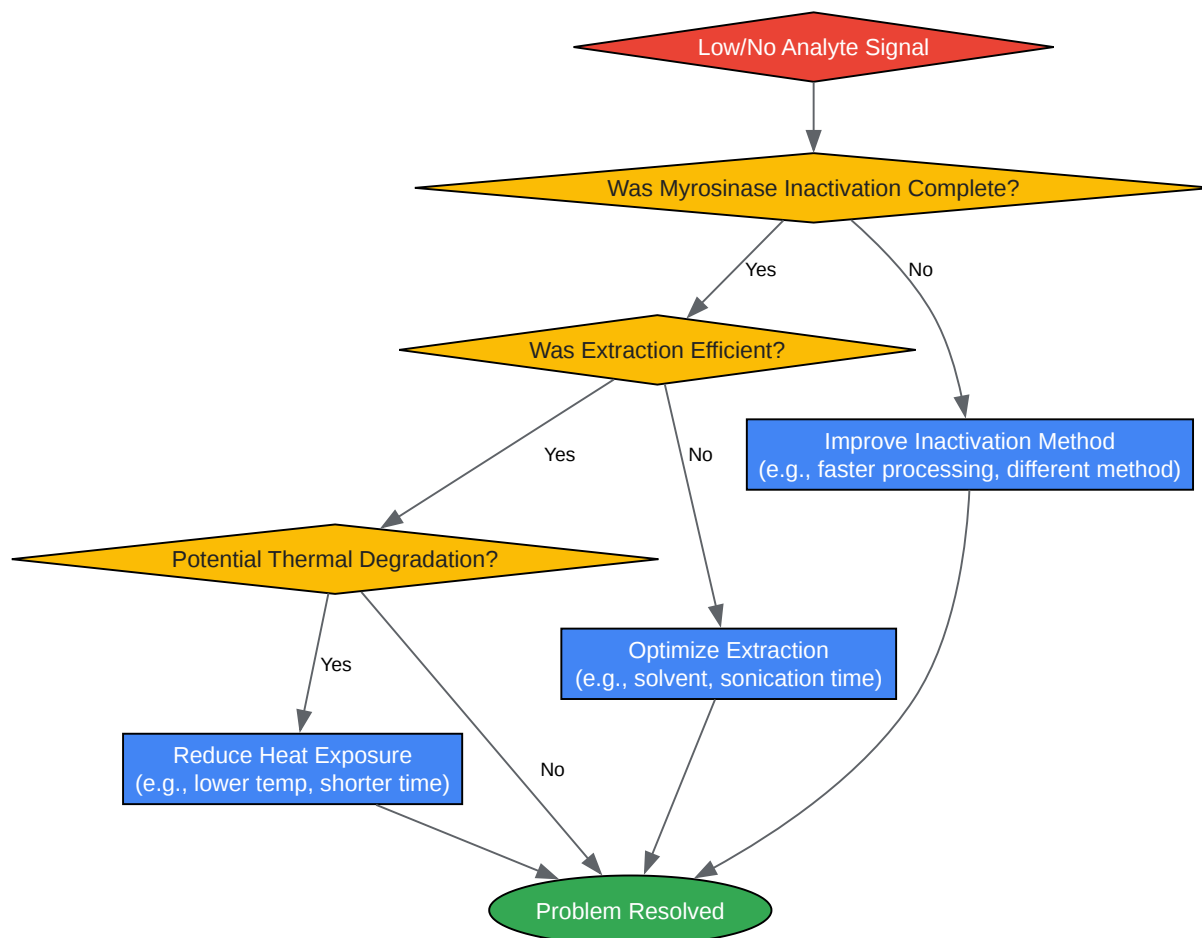 Low/No Analyte Signal
Was Myrosinase Inactivation Complete?
Yes
No
Was Extraction Efficient?
Improve Inactivation Method
(e.g., faster processing, different method)
Yes
No
Potential Thermal Degradation?
Optimize Extraction
(e.g., solvent, sonication time)
Yes
Reduce Heat Exposure
(e.g., lower temp, shorter time)
No
Problem Resolved